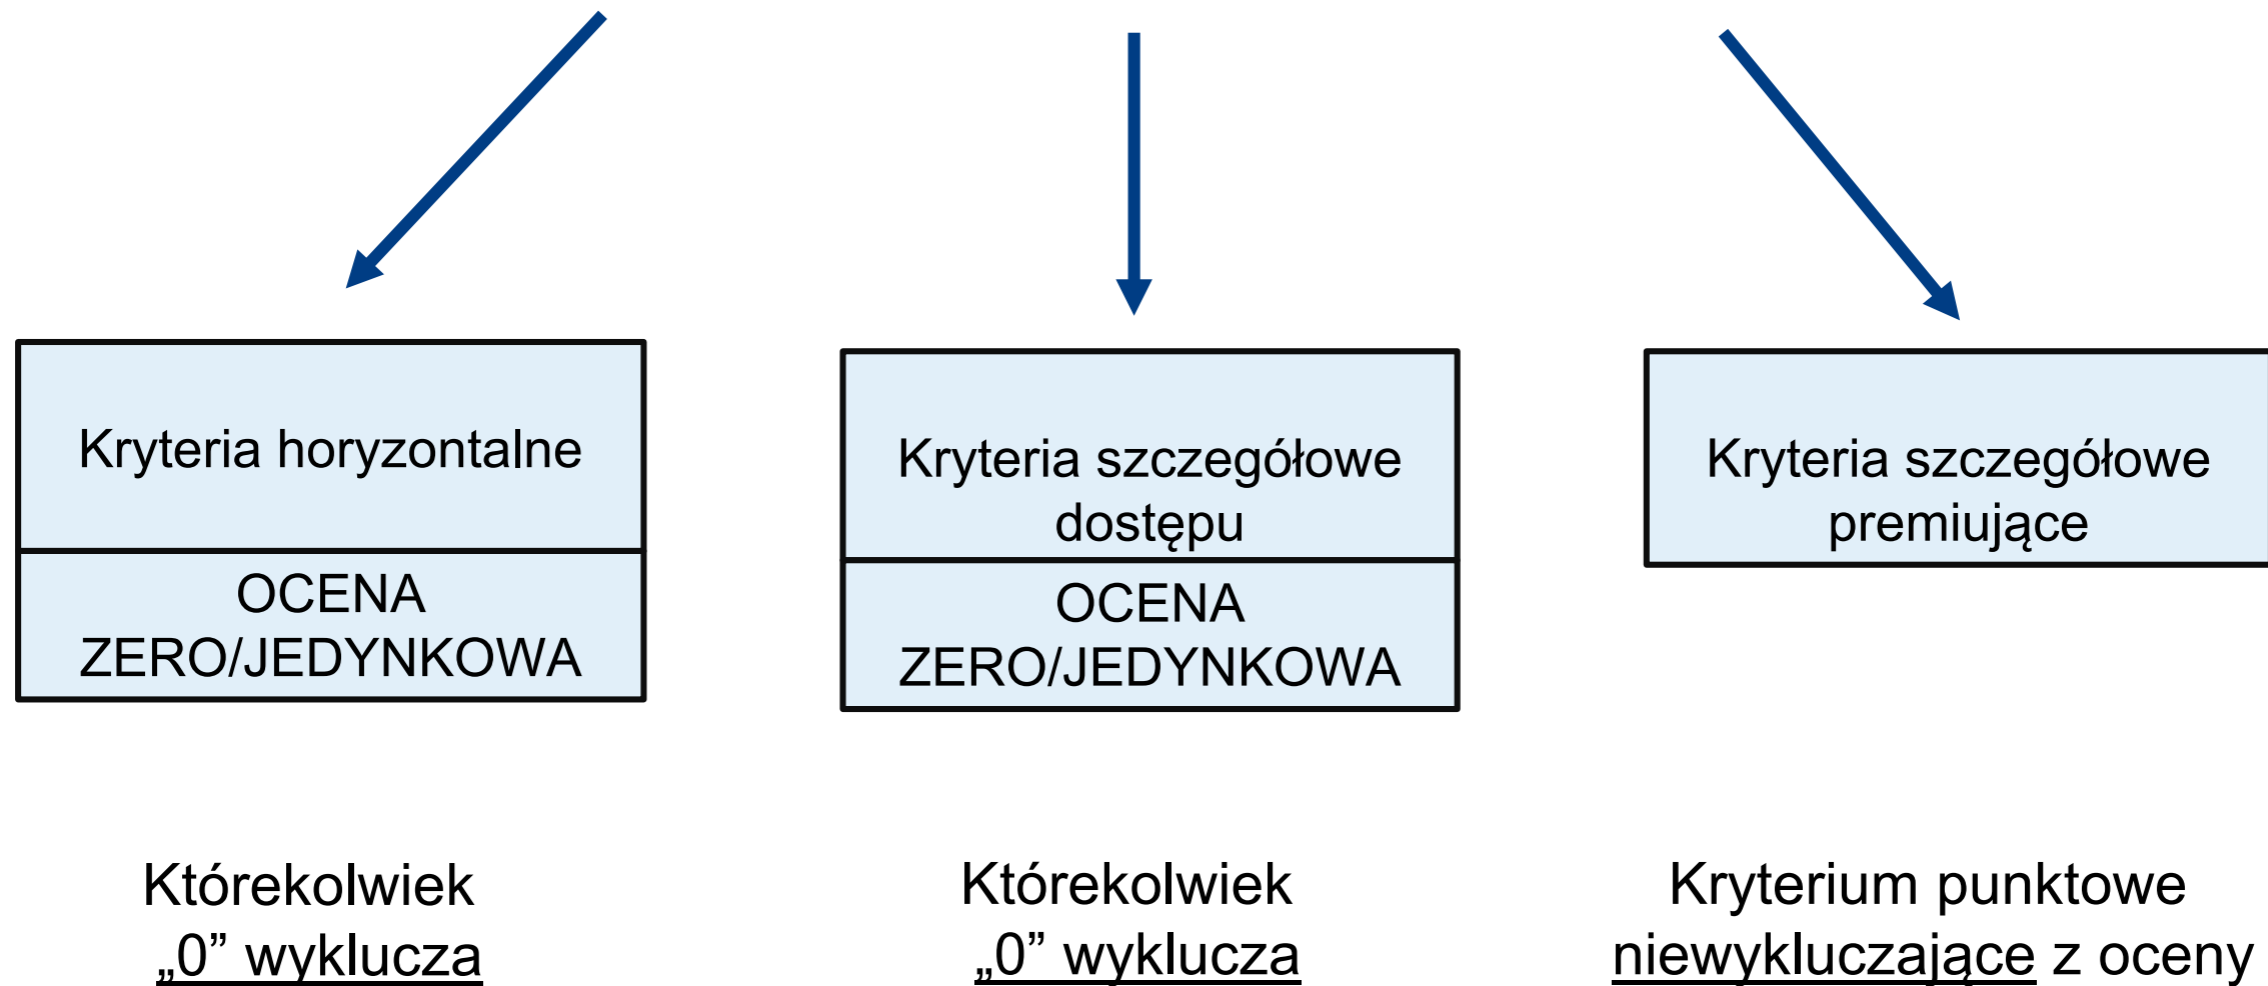 Kryteria horyzontalne
OCENA
ZERO/JEDYNKOWA
Którekolwiek
„0” wyklucza
Kryteria szczegółowe
dostępu
OCENA
ZERO/JEDYNKOWA
Którekolwiek
„0” wyklucza
Kryteria szczegółowe
premiujące
Kryterium punktowe
niewykluczające z oceny